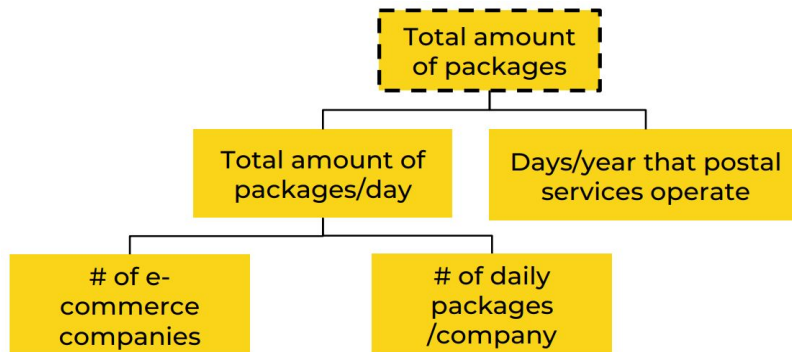 Total amount
of packages
Total amount of
packages/day
Days/year that postal
services operate
# of e-
commerce
companies
# of daily
packages
/company